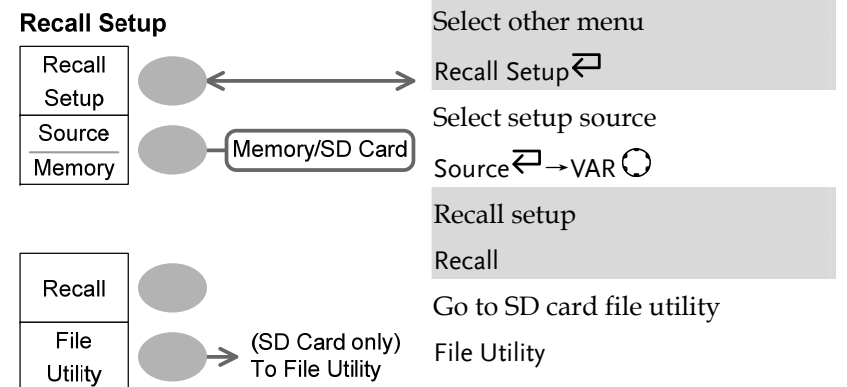 Recall Setup
Recall
Setup
Source
Memory
Memory/SD Card
Recall
File
Utility
(SD Card only)
To File Utility
Select other menu
Recall Setup
Select setup source
Source → VAR
Recall setup
Recall
Go to SD card file utility
File Utility